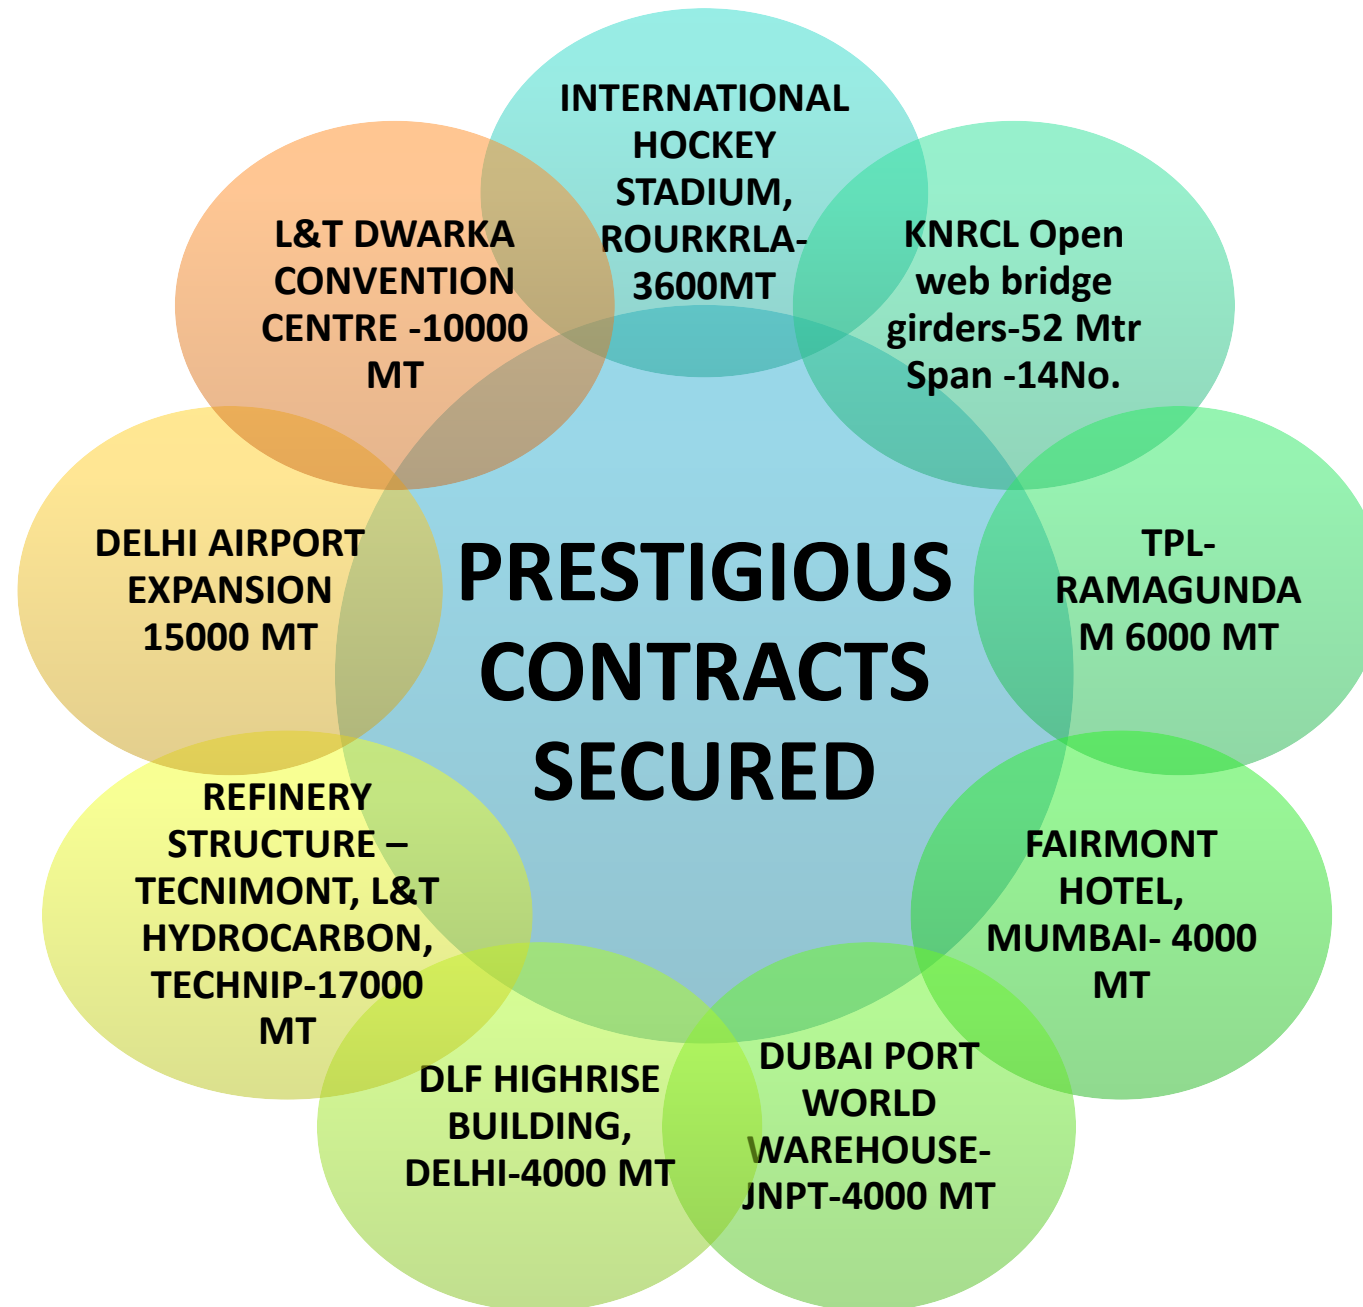 INTERNATIONAL
HOCKEY
STADIUM,
ROURKRLA-
3600MT
KNRCL Open
web bridge
girders-52 Mtr
Span -14No.
TPL-
RAMAGUNDA
M 6000 MT
FAIRMONT
HOTEL,
MUMBAI- 4000
MT
DUBAI PORT
WORLD
WAREHOUSE-
JNPT-4000 MT
DLF HIGHRISE
BUILDING,
DELHI-4000 MT
REFINERY
STRUCTURE –
TECNIMONT, L&T
HYDROCARBON,
TECHNIP-17000
MT
DELHI AIRPORT
EXPANSION
15000 MT
L&T DWARKA
CONVENTION
CENTRE -10000
MT
PRESTIGIOUS
CONTRACTS
SECURED